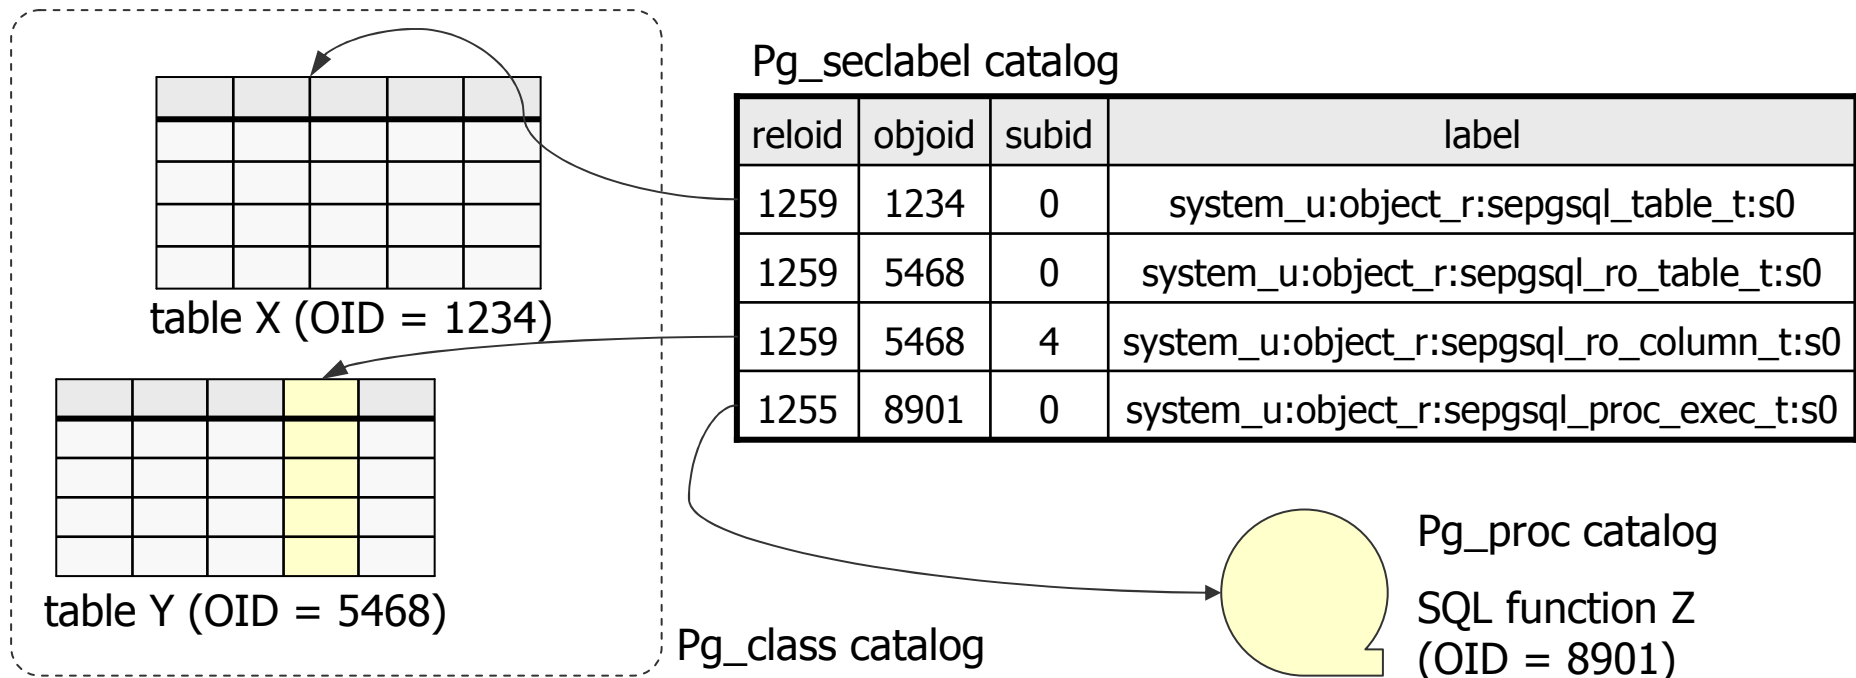 Pg_seclabel catalog
reloid objoid subid label
1259 1234 0 system_u:object_r:sepgsql_table_t:s0
1259 5468 0 system_u:object_r:sepgsql_ro_table_t:s0
1259 5468 4 system_u:object_r:sepgsql_ro_column_t:s0
1255 8901 0 system_u:object_r:sepgsql_proc_exec_t:s0
table X (OID = 1234)
table Y (OID = 5468)
Pg_class catalog
Pg_proc catalog
SQL function Z
(OID = 8901)